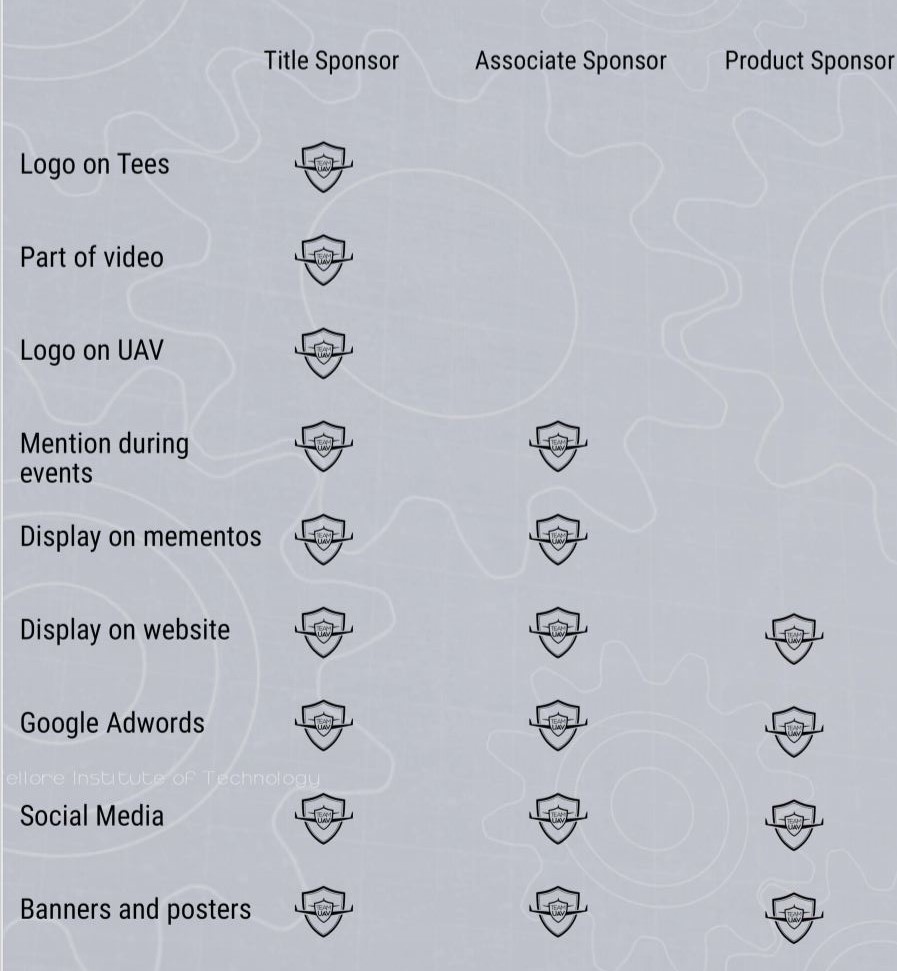 Title Sponsor Associate Sponsor Product Sponsor
Logo on Tees TEAM UAV
Part of video TEAM UAV
Logo on UAV TEAM UAV
Mention during TEAM UAV TEAM UAV
events
Display on mementos TEAM UAV TEAM UAV
Display on website TEAM UAV TEAM UAV TEAM UAV
Google Adwords TEAM UAV TEAM UAV TEAM UAV
ellore Institute of Technology
Social Media TEAM UAV TEAM UAV TEAM UAV
Banners and posters TEAM UAV TEAM UAV TEAM UAV